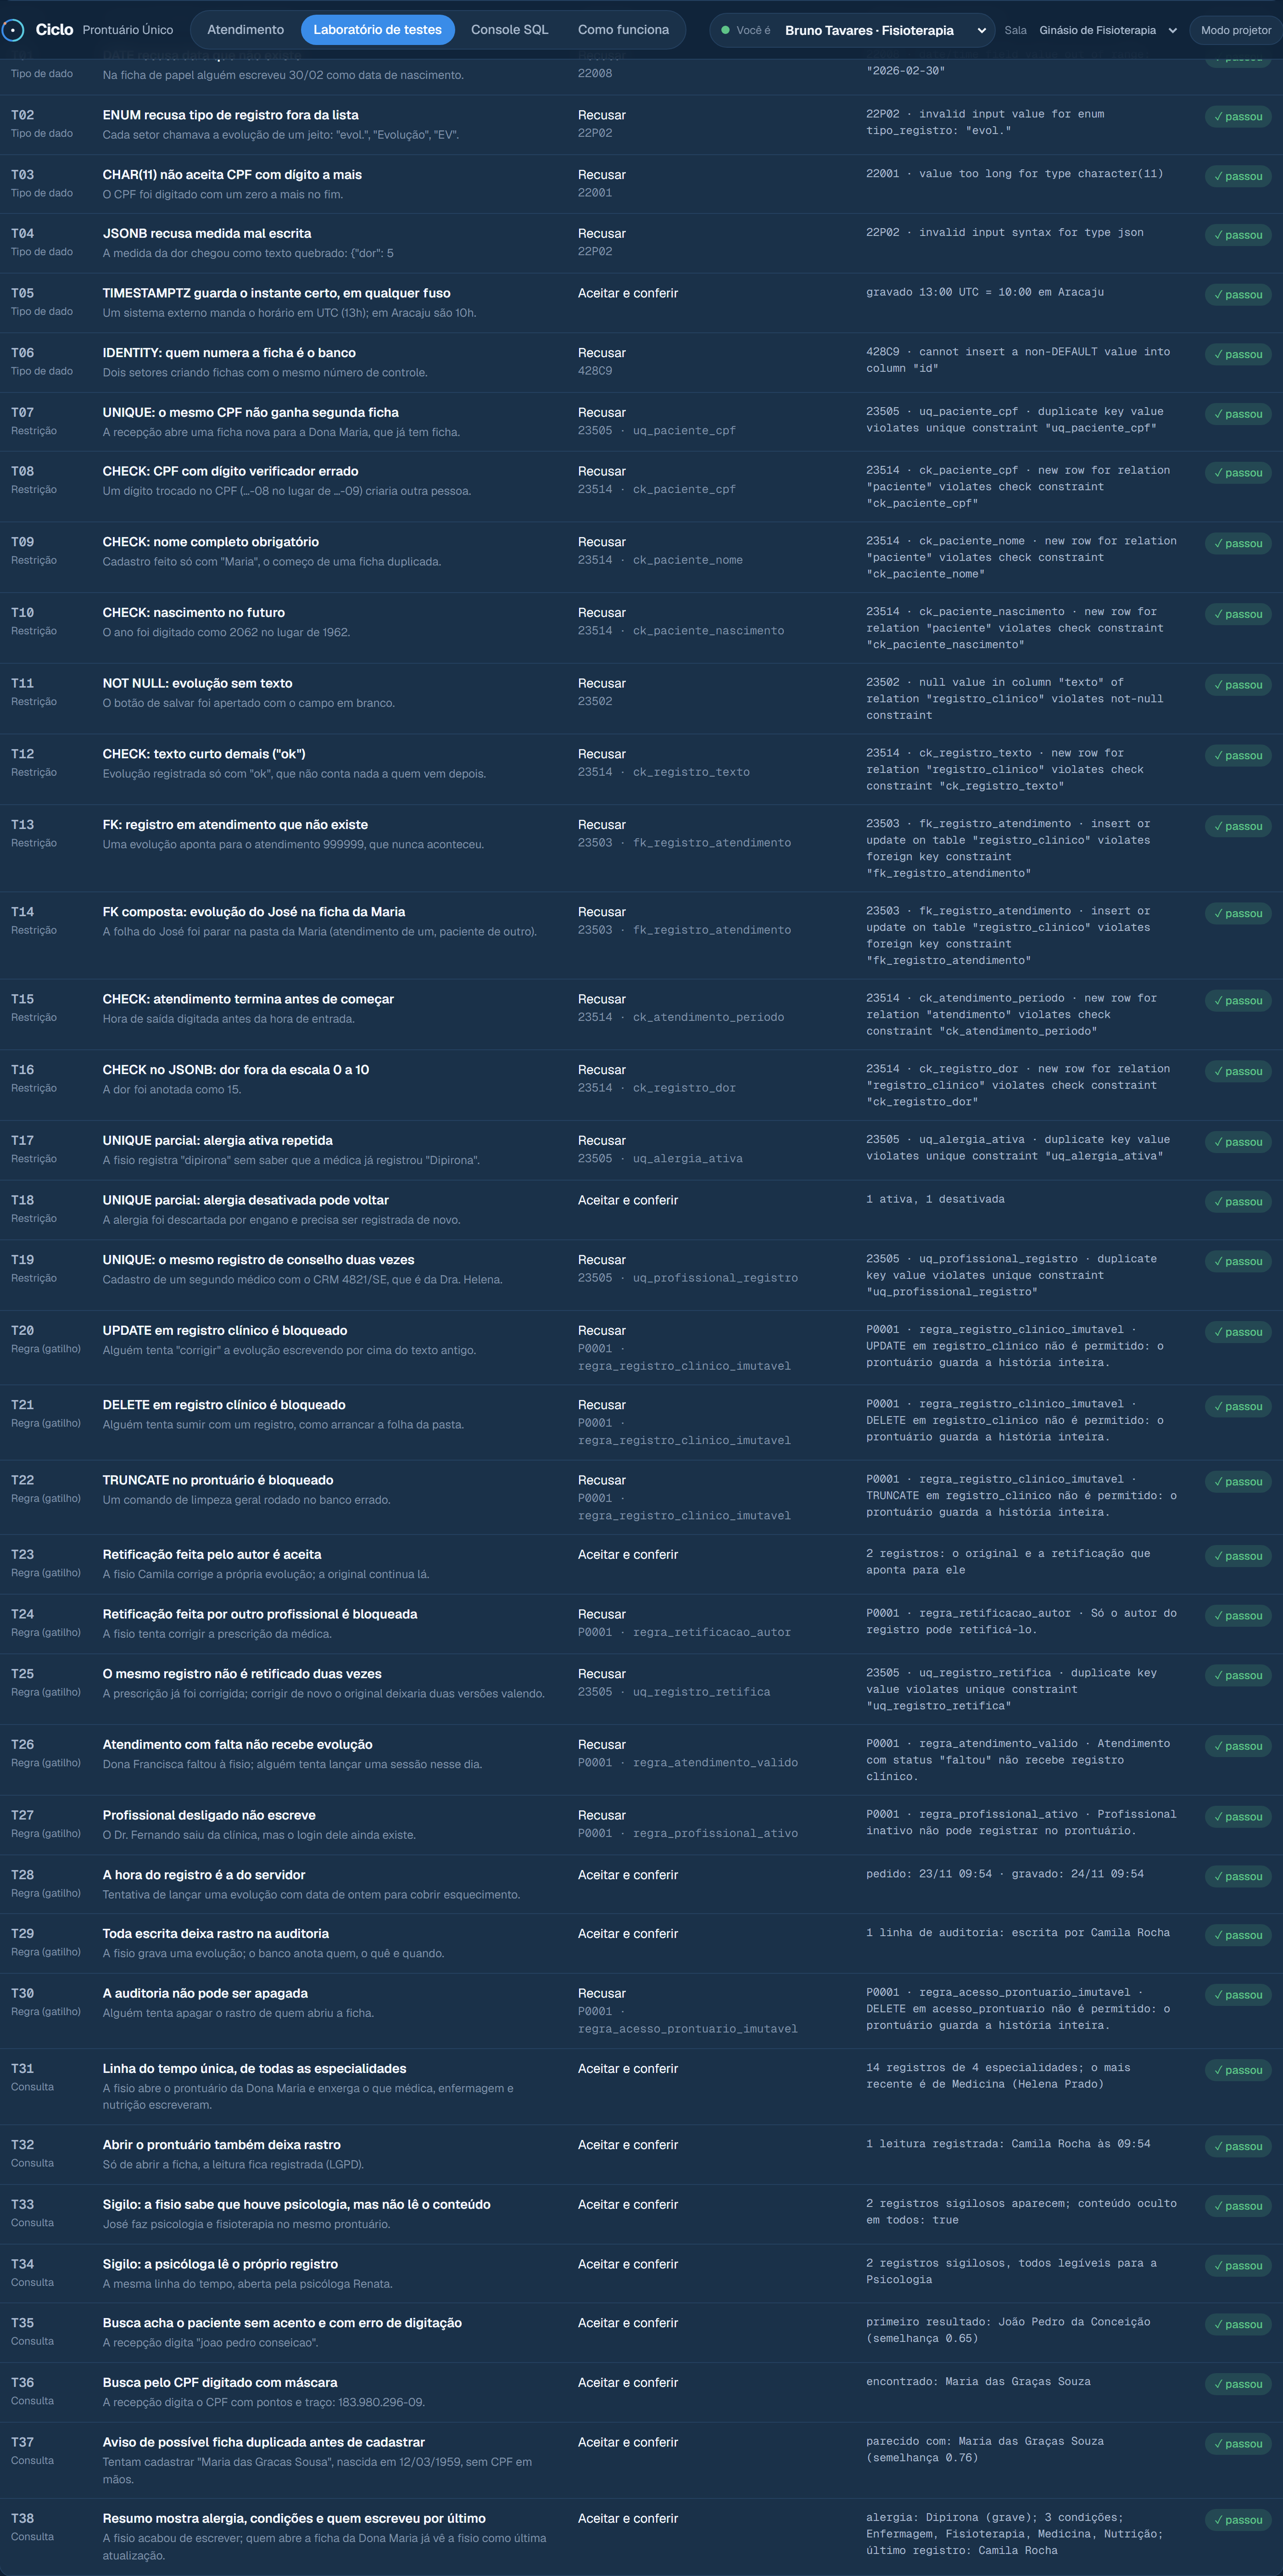 Ciclo Prontuário Único Atendimento Laboratório de testes Console SQL Como funciona Você é Bruno Tavares · Fisioterapia Sala Ginásio de Fisioterapia Modo projetor
Tipo de dado
Na ficha de papel alguém escreveu 30/02 como data de nascimento.
22008
"2026-02-30"
T02
Tipo de dado
ENUM recusa tipo de registro fora da lista
Cada setor chamava a evolução de um jeito: "evol.", "Evolução", "EV".
Recusar
22P02
22P02 · invalid input value for enum
tipo_registro: "evol."
✓ passou
T03
Tipo de dado
CHAR(11) não aceita CPF com dígito a mais
O CPF foi digitado com um zero a mais no fim.
Recusar
22001
22001 · value too long for type character(11)
✓ passou
T04
Tipo de dado
JSONB recusa medida mal escrita
A medida da dor chegou como texto quebrado: {"dor": 5
Recusar
22P02
22P02 · invalid input syntax for type json
✓ passou
T05
Tipo de dado
TIMESTAMPTZ guarda o instante certo, em qualquer fuso
Um sistema externo manda o horário em UTC (13h); em Aracaju são 10h.
Aceitar e conferir
gravado 13:00 UTC = 10:00 em Aracaju
✓ passou
T06
Tipo de dado
IDENTITY: quem numera a ficha é o banco
Dois setores criando fichas com o mesmo número de controle.
Recusar
428C9
428C9 · cannot insert a non-DEFAULT value into
column "id"
✓ passou
T07
Restrição
UNIQUE: o mesmo CPF não ganha segunda ficha
A recepção abre uma ficha nova para a Dona Maria, que já tem ficha.
Recusar
23505 · uq_paciente_cpf
23505 · uq_paciente_cpf · duplicate key value
violates unique constraint "uq_paciente_cpf"
✓ passou
T08
Restrição
CHECK: CPF com dígito verificador errado
Um dígito trocado no CPF (…-08 no lugar de …-09) criaria outra pessoa.
Recusar
23514 · ck_paciente_cpf
23514 · ck_paciente_cpf · new row for relation
"paciente" violates check constraint
"ck_paciente_cpf"
✓ passou
T09
Restrição
CHECK: nome completo obrigatório
Cadastro feito só com "Maria", o começo de uma ficha duplicada.
Recusar
23514 · ck_paciente_nome
23514 · ck_paciente_nome · new row for relation
"paciente" violates check constraint
"ck_paciente_nome"
✓ passou
T10
Restrição
CHECK: nascimento no futuro
O ano foi digitado como 2062 no lugar de 1962.
Recusar
23514 · ck_paciente_nascimento
23514 · ck_paciente_nascimento · new row for
relation "paciente" violates check constraint
"ck_paciente_nascimento"
✓ passou
T11
Restrição
NOT NULL: evolução sem texto
O botão de salvar foi apertado com o campo em branco.
Recusar
23502
23502 · null value in column "texto" of
relation "registro_clinico" violates not-null
constraint
✓ passou
T12
Restrição
CHECK: texto curto demais ("ok")
Evolução registrada só com "ok", que não conta nada a quem vem depois.
Recusar
23514 · ck_registro_texto
23514 · ck_registro_texto · new row for
relation "registro_clinico" violates check
constraint "ck_registro_texto"
✓ passou
T13
Restrição
FK: registro em atendimento que não existe
Uma evolução aponta para o atendimento 999999, que nunca aconteceu.
Recusar
23503 · fk_registro_atendimento
23503 · fk_registro_atendimento · insert or
update on table "registro_clinico" violates
foreign key constraint
"fk_registro_atendimento"
✓ passou
T14
Restrição
FK composta: evolução do José na ficha da Maria
A folha do José foi parar na pasta da Maria (atendimento de um, paciente de outro).
Recusar
23503 · fk_registro_atendimento
23503 · fk_registro_atendimento · insert or
update on table "registro_clinico" violates
foreign key constraint
"fk_registro_atendimento"
✓ passou
T15
Restrição
CHECK: atendimento termina antes de começar
Hora de saída digitada antes da hora de entrada.
Recusar
23514 · ck_atendimento_periodo
23514 · ck_atendimento_periodo · new row for
relation "atendimento" violates check
constraint "ck_atendimento_periodo"
✓ passou
T16
Restrição
CHECK no JSONB: dor fora da escala 0 a 10
A dor foi anotada como 15.
Recusar
23514 · ck_registro_dor
23514 · ck_registro_dor · new row for relation
"registro_clinico" violates check constraint
"ck_registro_dor"
✓ passou
T17
Restrição
UNIQUE parcial: alergia ativa repetida
A fisio registra "dipirona" sem saber que a médica já registrou "Dipirona".
Recusar
23505 · uq_alergia_ativa
23505 · uq_alergia_ativa · duplicate key value
violates unique constraint "uq_alergia_ativa"
✓ passou
T18
Restrição
UNIQUE parcial: alergia desativada pode voltar
A alergia foi descartada por engano e precisa ser registrada de novo.
Aceitar e conferir
1 ativa, 1 desativada
✓ passou
T19
Restrição
UNIQUE: o mesmo registro de conselho duas vezes
Cadastro de um segundo médico com o CRM 4821/SE, que é da Dra. Helena.
Recusar
23505 · uq_profissional_registro
23505 · uq_profissional_registro · duplicate
key value violates unique constraint
"uq_profissional_registro"
✓ passou
T20
Regra (gatilho)
UPDATE em registro clínico é bloqueado
Alguém tenta "corrigir" a evolução escrevendo por cima do texto antigo.
Recusar
P0001 ·
regra_registro_clinico_imutavel
P0001 · regra_registro_clinico_imutavel ·
UPDATE em registro_clinico não é permitido: o
prontuário guarda a história inteira.
✓ passou
T21
Regra (gatilho)
DELETE em registro clínico é bloqueado
Alguém tenta sumir com um registro, como arrancar a folha da pasta.
Recusar
P0001 ·
regra_registro_clinico_imutavel
P0001 · regra_registro_clinico_imutavel ·
DELETE em registro_clinico não é permitido: o
prontuário guarda a história inteira.
✓ passou
T22
Regra (gatilho)
TRUNCATE no prontuário é bloqueado
Um comando de limpeza geral rodado no banco errado.
Recusar
P0001 ·
regra_registro_clinico_imutavel
P0001 · regra_registro_clinico_imutavel ·
TRUNCATE em registro_clinico não é permitido: o
prontuário guarda a história inteira.
✓ passou
T23
Regra (gatilho)
Retificação feita pelo autor é aceita
A fisio Camila corrige a própria evolução; a original continua lá.
Aceitar e conferir
2 registros: o original e a retificação que
aponta para ele
✓ passou
T24
Regra (gatilho)
Retificação feita por outro profissional é bloqueada
A fisio tenta corrigir a prescrição da médica.
Recusar
P0001 · regra_retificacao_autor
P0001 · regra_retificacao_autor · Só o autor do
registro pode retificá-lo.
✓ passou
T25
Regra (gatilho)
O mesmo registro não é retificado duas vezes
A prescrição já foi corrigida; corrigir de novo o original deixaria duas versões valendo.
Recusar
23505 · uq_registro_retifica
23505 · uq_registro_retifica · duplicate key
value violates unique constraint
"uq_registro_retifica"
✓ passou
T26
Regra (gatilho)
Atendimento com falta não recebe evolução
Dona Francisca faltou à fisio; alguém tenta lançar uma sessão nesse dia.
Recusar
P0001 · regra_atendimento_valido
P0001 · regra_atendimento_valido · Atendimento
com status "faltou" não recebe registro
clínico.
✓ passou
T27
Regra (gatilho)
Profissional desligado não escreve
O Dr. Fernando saiu da clínica, mas o login dele ainda existe.
Recusar
P0001 · regra_profissional_ativo
P0001 · regra_profissional_ativo · Profissional
inativo não pode registrar no prontuário.
✓ passou
T28
Regra (gatilho)
A hora do registro é a do servidor
Tentativa de lançar uma evolução com data de ontem para cobrir esquecimento.
Aceitar e conferir
pedido: 23/11 09:54 · gravado: 24/11 09:54
✓ passou
T29
Regra (gatilho)
Toda escrita deixa rastro na auditoria
A fisio grava uma evolução; o banco anota quem, o quê e quando.
Aceitar e conferir
1 linha de auditoria: escrita por Camila Rocha
✓ passou
T30
Regra (gatilho)
A auditoria não pode ser apagada
Alguém tenta apagar o rastro de quem abriu a ficha.
Recusar
P0001 ·
regra_acesso_prontuario_imutavel
P0001 · regra_acesso_prontuario_imutavel ·
DELETE em acesso_prontuario não é permitido: o
prontuário guarda a história inteira.
✓ passou
T31
Consulta
Linha do tempo única, de todas as especialidades
A fisio abre o prontuário da Dona Maria e enxerga o que médica, enfermagem e
nutrição escreveram.
Aceitar e conferir
14 registros de 4 especialidades; o mais
recente é de Medicina (Helena Prado)
✓ passou
T32
Consulta
Abrir o prontuário também deixa rastro
Só de abrir a ficha, a leitura fica registrada (LGPD).
Aceitar e conferir
1 leitura registrada: Camila Rocha às 09:54
✓ passou
T33
Consulta
Sigilo: a fisio sabe que houve psicologia, mas não lê o conteúdo
José faz psicologia e fisioterapia no mesmo prontuário.
Aceitar e conferir
2 registros sigilosos aparecem; conteúdo oculto
em todos: true
✓ passou
T34
Consulta
Sigilo: a psicóloga lê o próprio registro
A mesma linha do tempo, aberta pela psicóloga Renata.
Aceitar e conferir
2 registros sigilosos, todos legíveis para a
Psicologia
✓ passou
T35
Consulta
Busca acha o paciente sem acento e com erro de digitação
A recepção digita "joao pedro conseicao".
Aceitar e conferir
primeiro resultado: João Pedro da Conceição
(semelhança 0.65)
✓ passou
T36
Consulta
Busca pelo CPF digitado com máscara
A recepção digita o CPF com pontos e traço: 183.980.296-09.
Aceitar e conferir
encontrado: Maria das Graças Souza
✓ passou
T37
Consulta
Aviso de possível ficha duplicada antes de cadastrar
Tentam cadastrar "Maria das Gracas Sousa", nascida em 12/03/1959, sem CPF em
mãos.
Aceitar e conferir
parecido com: Maria das Graças Souza
(semelhança 0.76)
✓ passou
T38
Consulta
Resumo mostra alergia, condições e quem escreveu por último
A fisio acabou de escrever; quem abre a ficha da Dona Maria já vê a fisio como última
atualização.
Aceitar e conferir
alergia: Dipirona (grave); 3 condições;
Enfermagem, Fisioterapia, Medicina, Nutrição;
último registro: Camila Rocha
✓ passou